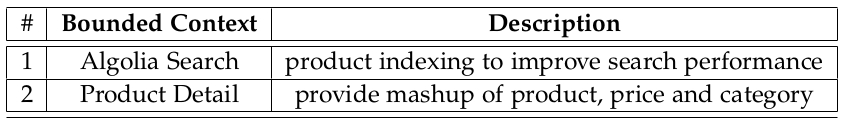 # Bounded Context Description
1 Algolia Search product indexing to improve search performance
2 Product Detail provide mashup of product, price and category